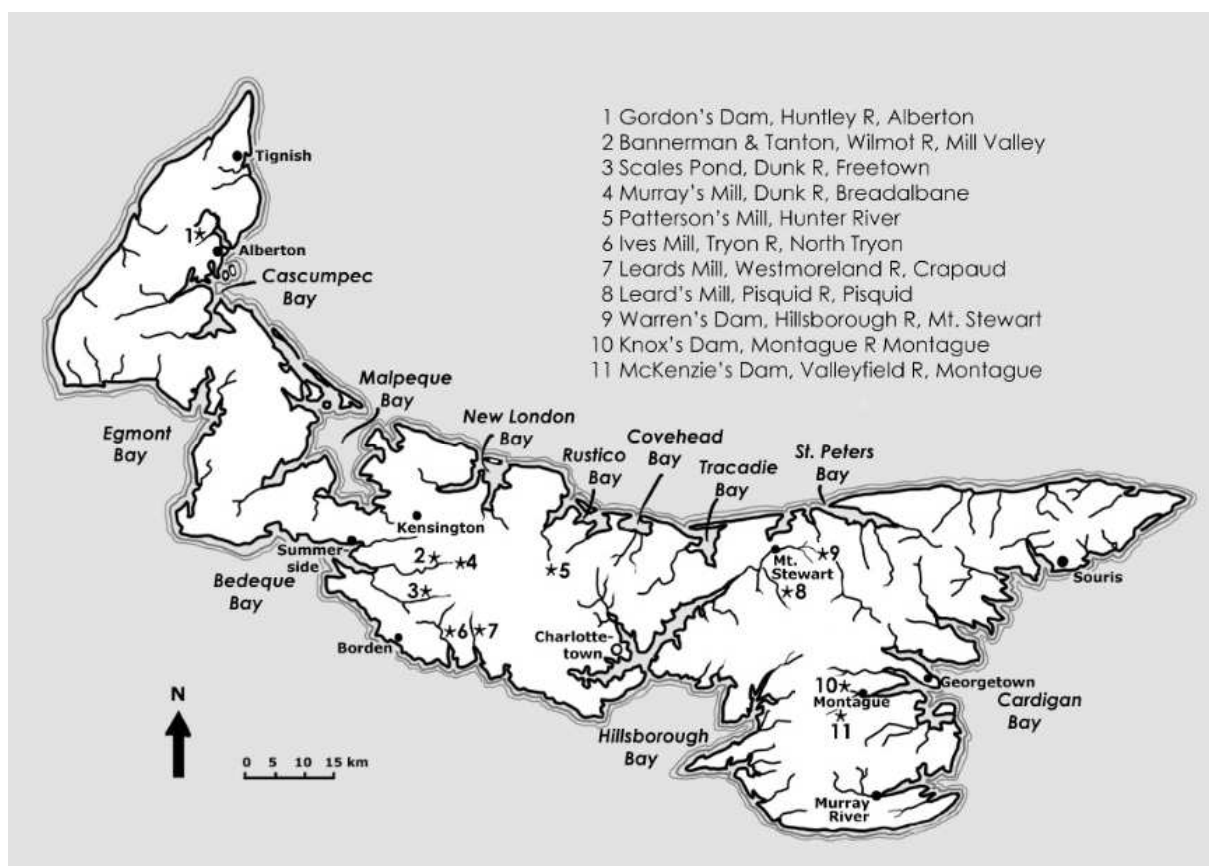 1 Gordon's Dam, Huntley R, Alberton
2 Bannerman & Tanton, Wilmot R, Mill Valley
3 Scales Pond, Dunk R, Freetown
4 Murray's Mill, Dunk R, Breadalbane
5 Patterson's Mill, Hunter River
6 Ives Mill, Tryon R, North Tryon
7 Leards Mill, Westmoreland R, Crapaud
8 Leard's Mill, Pisquid R, Pisquid
9 Warren's Dam, Hillsborough R, Mt. Stewart
10 Knox's Dam, Montague R Montague
11 McKenzie's Dam, Valleyfield R, Montague
Tignish
1
Alberton
Cascumpec
Bay
Malpeque
Bay
Egmont
Bay
New London
Bay
Rustico
Bay
Covehead
Bay
Tracadie
Bay
St. Peters
Bay
Kensington
Summer-
side
Bedeque
Bay
2
4
3
5
6
7
Borden
Charlotte-
town
Mt.
Stewart
9
8
Souris
10
Montague
11
Georgetown
Cardigan
Bay
Hillsborough
Bay
Murray
River
N
0 5 10 15 km